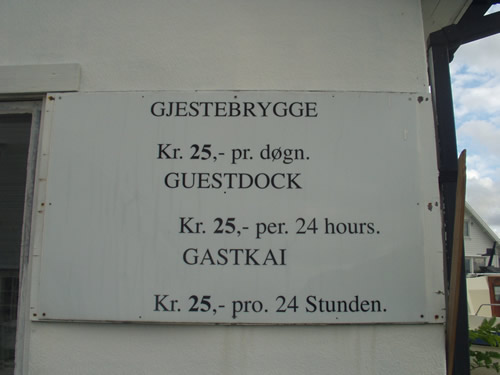 GJESTEBRYGGE
Kr. 25,- pr. døgn.
GUESTDOCK
Kr. 25,- per. 24 hours.
GASTKAI
Kr. 25,- pro. 24 Stunden.